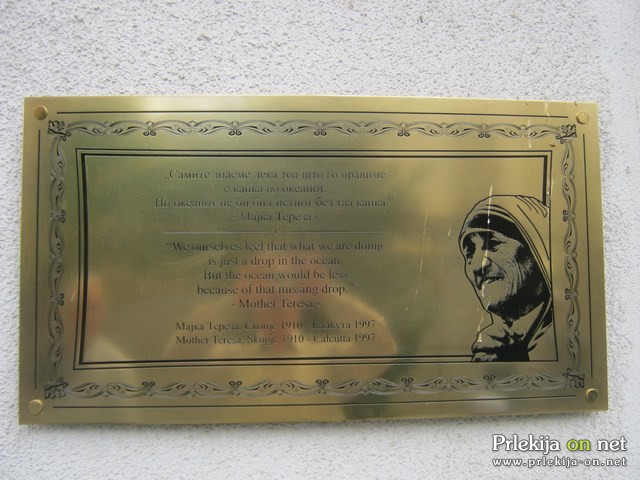 „Самите знаеме дека тоа што го правиме
е капка во океанот.
Но океанот не би бил истиот без таа капка"
Мајка Тереза -
"We ourselves feel that what we are doing
is just a drop in the ocean.
But the ocean would be less
because of that missing drop."
- Mother Teresa -
Мајка Тереза, Скопје 1910 - Калкута 1997
Mother Teresa, Skopje 1910 - Calcutta 1997
Prlekija on net
www.prlekija-on.net